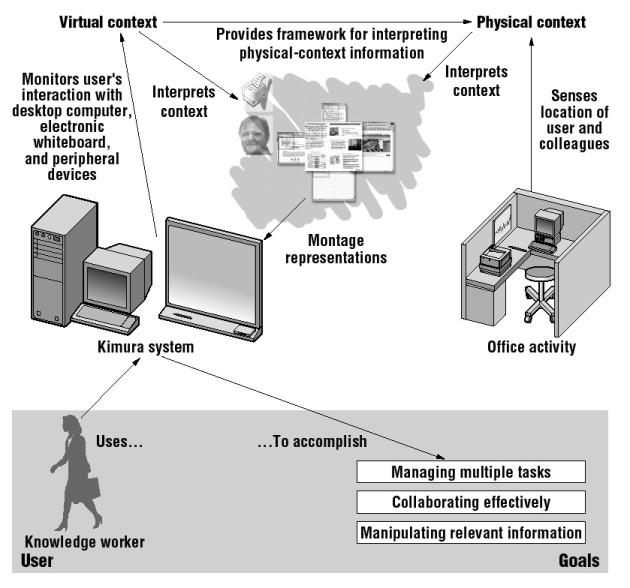 Virtual context
Physical context
Provides framework for interpreting
physical-context information
Monitors user's
interaction with
desktop computer,
electronic
whiteboard,
and peripheral
devices
Interprets
context
Interprets
context
Senses
location of
user and
colleagues
Montage
representations
Kimura system
Office activity
Uses…
…To accomplish
Managing multiple tasks
Collaborating effectively
Manipulating relevant information
Knowledge worker
User
Goals